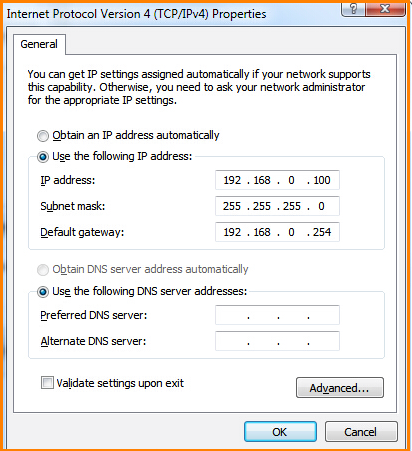 Internet Protocol Version 4 (TCP/IPv4) Properties
?
General
You can get IP settings assigned automatically if your network supports
this capability. Otherwise, you need to ask your network administrator
for the appropriate IP settings.
Obtain an IP address automatically
Use the following IP address:
IP address: 192 . 168 . 0 . 100
Subnet mask: 255 . 255 . 255 . 0
Default gateway: 192 . 168 . 0 . 254
Obtain DNS server address automatically
Use the following DNS server addresses:
Preferred DNS server: . . .
Alternate DNS server: . . .
Validate settings upon exit
Advanced...
OK Cancel